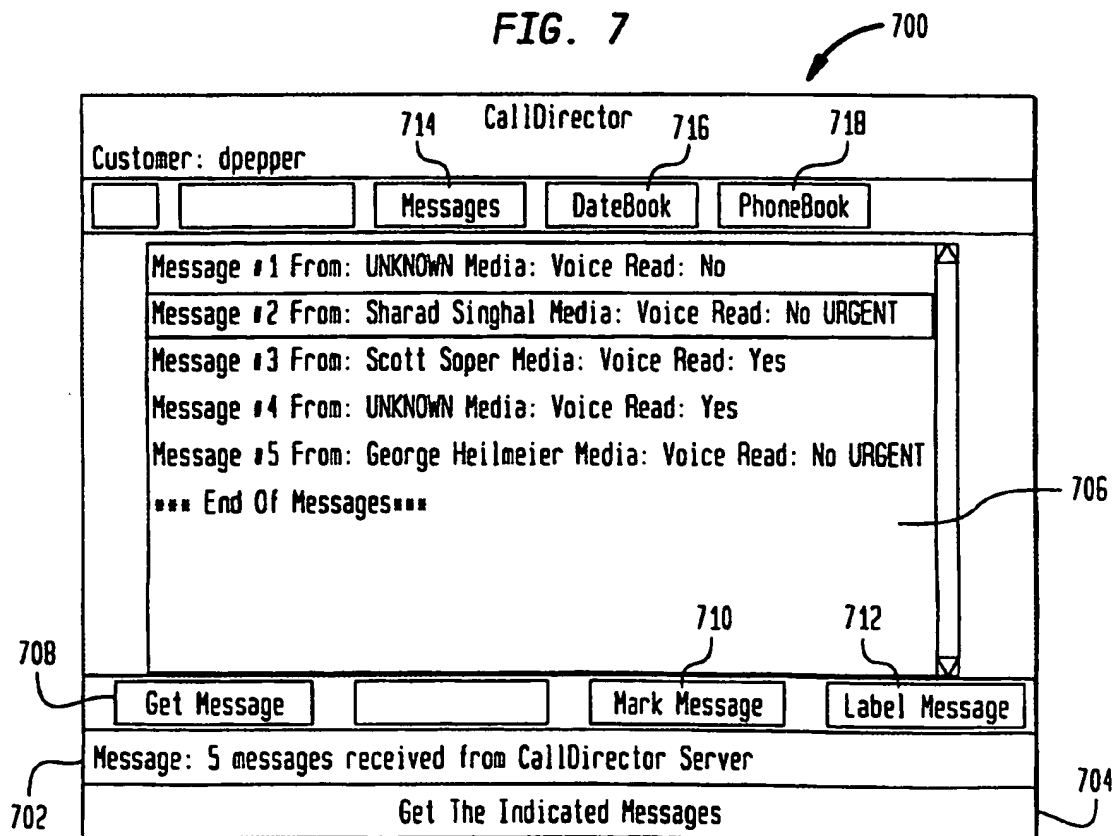 FIG. 7
700
CallDirector
714
716
718
Customer: dpepper
Messages
DateBook
PhoneBook
Message #1 From: UNKNOWN Media: Voice Read: No
Message #2 From: Sharad Singhal Media: Voice Read: No URGENT
Message #3 From: Scott Soper Media: Voice Read: Yes
Message #4 From: UNKNOWN Media: Voice Read: Yes
Message #5 From: George Heilmeier Media: Voice Read: No URGENT
*** End Of Messages***
706
710
712
708
Get Message
Mark Message
Label Message
Message: 5 messages received from CallDirector Server
702
704
Get The Indicated Messages